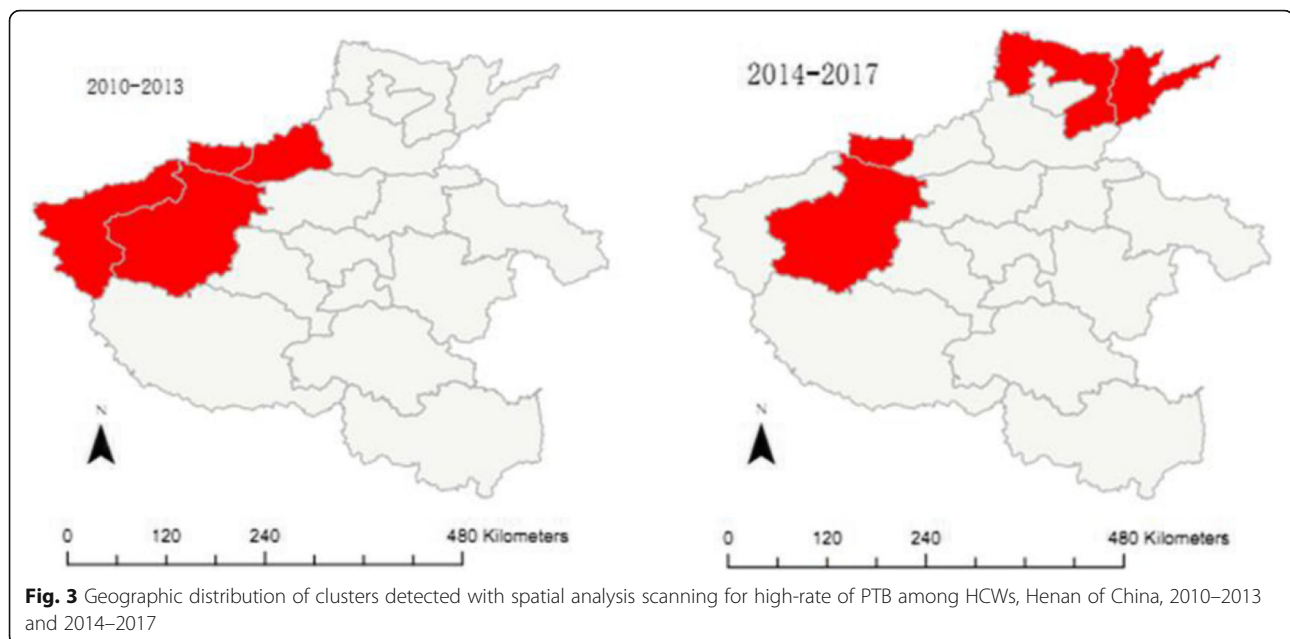 2010-2013
2014-2017
N
N
0 120 240 480 Kilometers
0 120 240 480 Kilometers
Fig. 3 Geographic distribution of clusters detected with spatial analysis scanning for high-rate of PTB among HCWs, Henan of China, 2010–2013
and 2014–2017